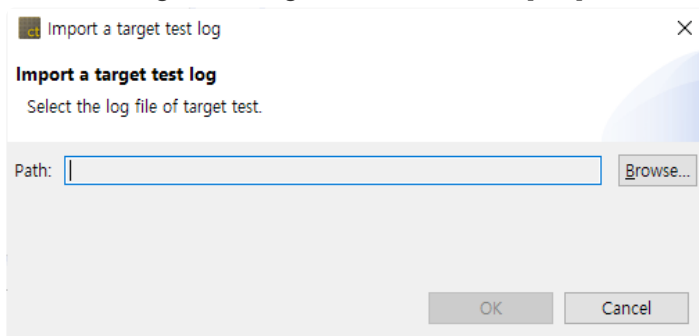 ct Import a target test log
Import a target test log
Select the log file of target test.
Path: Browse...
OK Cancel